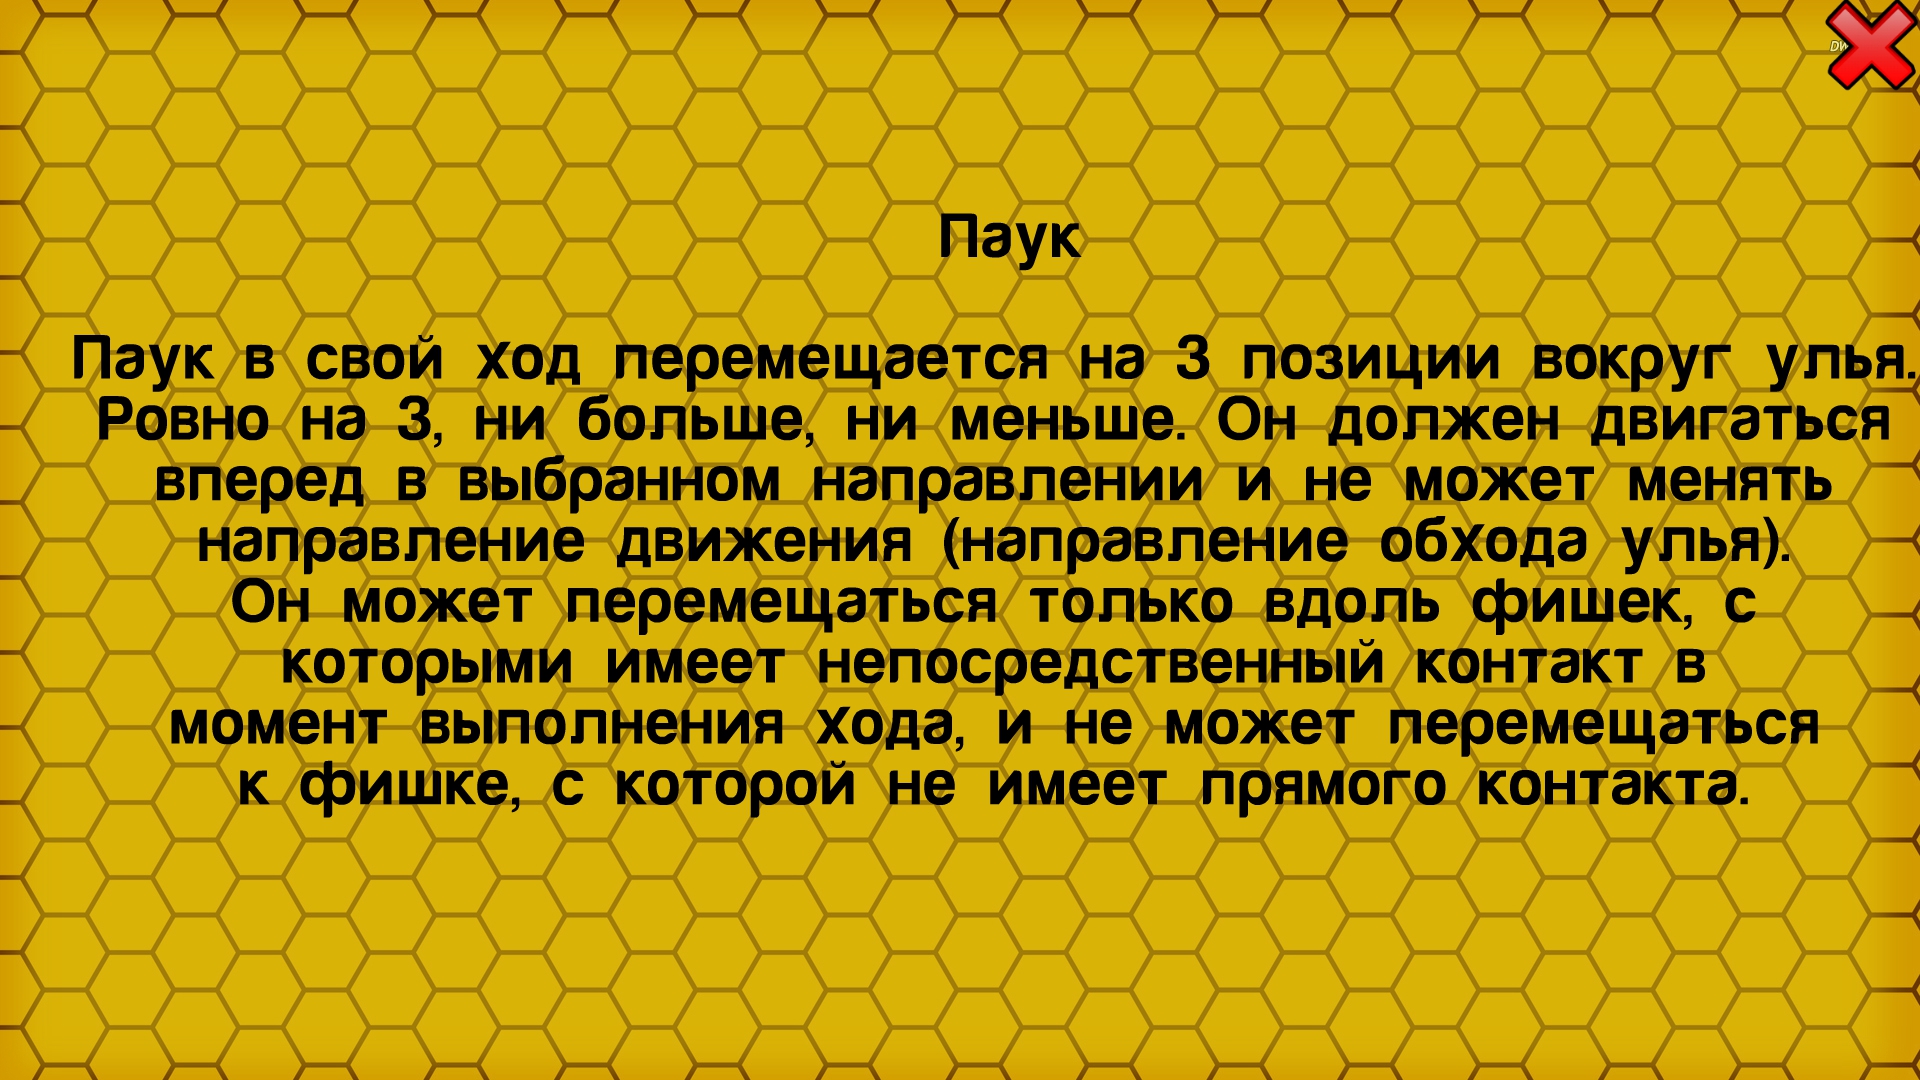 Паук
Паук в свой ход перемещается на 3 позиции вокруг улья.
Ровно на 3, ни больше, ни меньше. Он должен двигаться
вперед в выбранном направлении и не может менять
направление движения (направление обхода улья).
Он может перемещаться только вдоль фишек, с
которыми имеет непосредственный контакт в
момент выполнения хода, и не может перемещаться
к фишке, с которой не имеет прямого контакта.